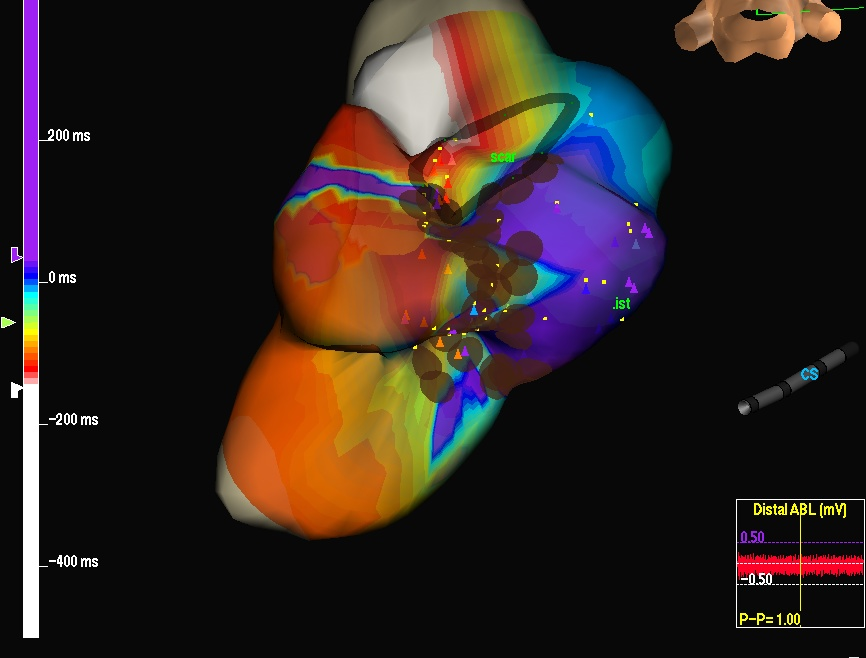 200 ms
scar
0 ms
.ist
CS
-200 ms
Distal ABL (mV)
0.50
-400 ms
-0.50
P-P= 1.00